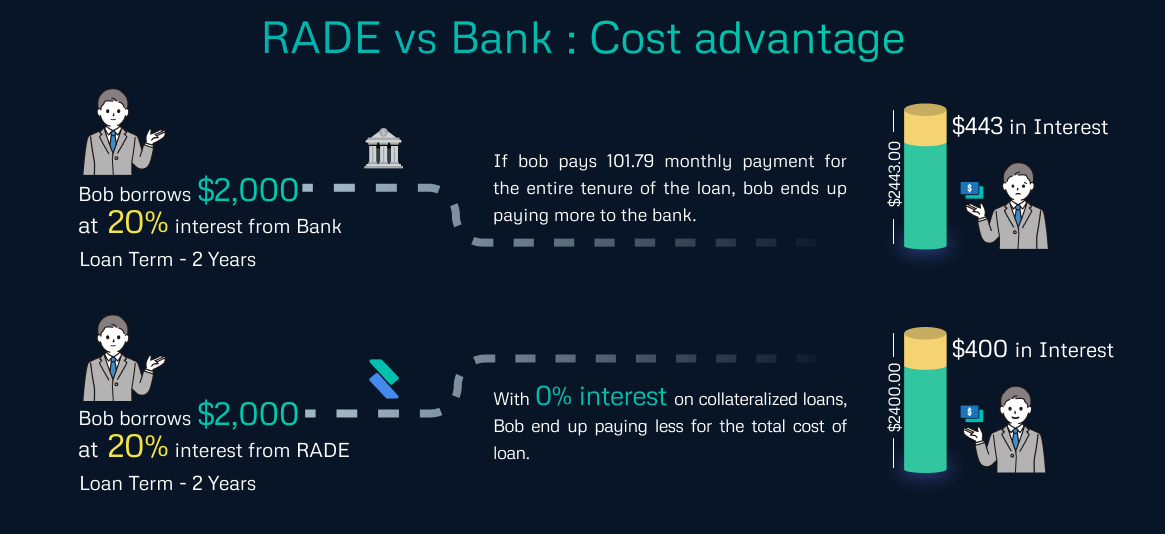 RADE vs Bank : Cost advantage
Bob borrows $2,000
at 20% interest from Bank
Loan Term - 2 Years
If bob pays 101.79 monthly payment for
the entire tenure of the loan, bob ends up
paying more to the bank.
$2443.00
$443 in Interest
$
Bob borrows $2,000
at 20% interest from RADE
Loan Term - 2 Years
With 0% interest on collateralized loans,
Bob end up paying less for the total cost of
loan.
$2400.00
$400 in Interest
$